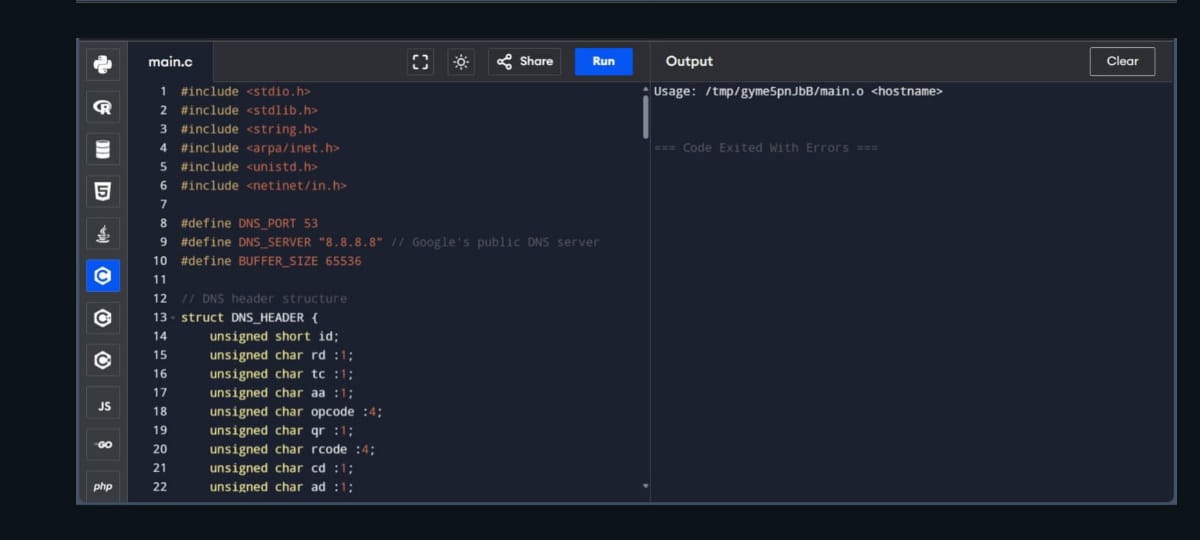 main.c
Share
Run
Output
Clear
1 #include <stdio.h>
2 #include <stdlib.h>
3 #include <string.h>
4 #include <arpa/inet.h>
5 #include <unistd.h>
6 #include <netinet/in.h>
7
8 #define DNS_PORT 53
9 #define DNS_SERVER "8.8.8.8" // Google's public DNS server
10 #define BUFFER_SIZE 65536
11
12 // DNS header structure
13 struct DNS_HEADER {
14 unsigned short id;
15 unsigned char rd :1;
16 unsigned char tc :1;
17 unsigned char aa :1;
18 unsigned char opcode :4;
19 unsigned char qr :1;
20 unsigned char rcode :4;
21 unsigned char cd :1;
22 unsigned char ad :1;
Usage: /tmp/gyme5pnJbB/main.o <hostname>
=== Code Exited With Errors ===
R
5
C
C
C
JS
GO
php